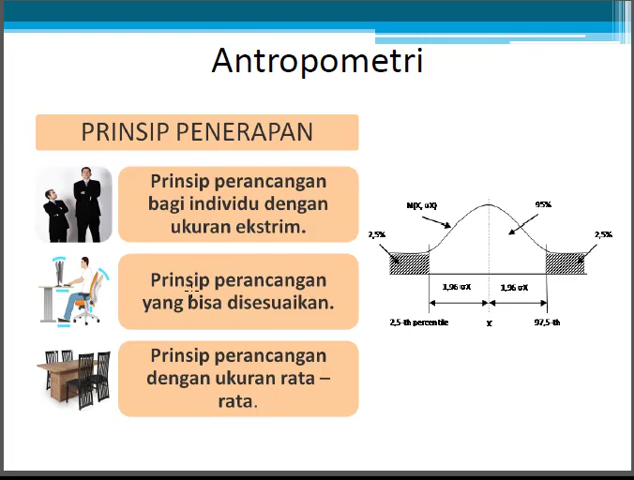 Antropometri
PRINSIP PENERAPAN
Prinsip perancangan
bagi individu dengan
ukuran ekstrim.
Prinsip perancangan
yang bisa disesuaikan.
Prinsip perancangan
dengan ukuran rata –
rata.
95%
2,5%
2,5%
1,96 σX
1,96 σX
2,5-th percentile
X
97,5-th